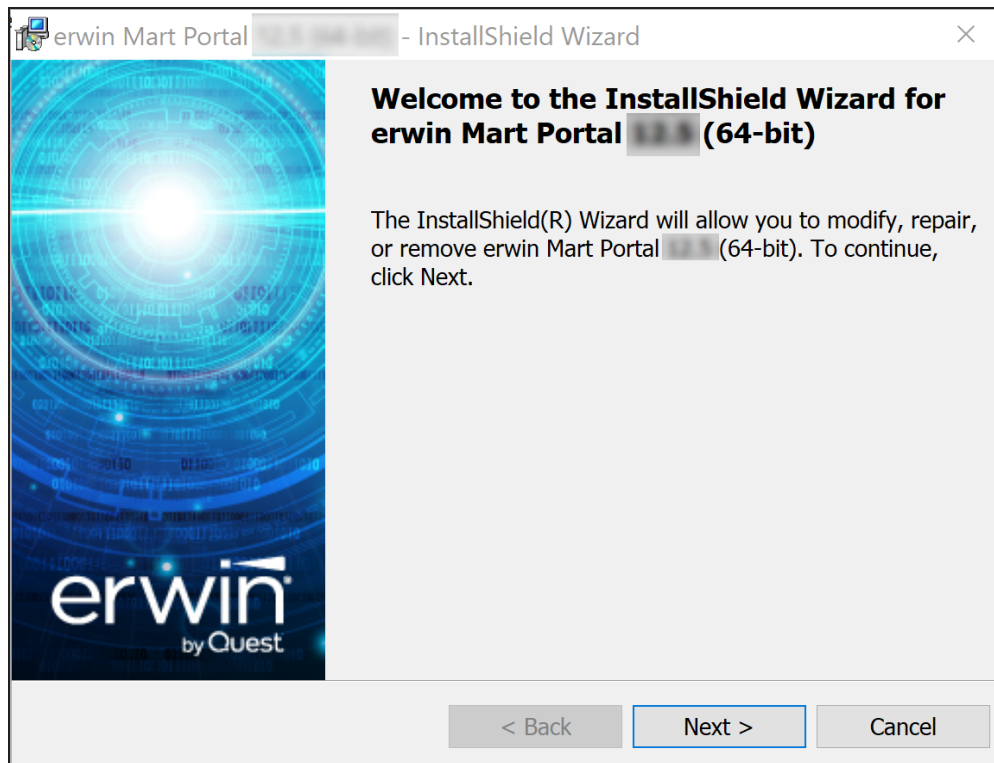 erwin Mart Portal - InstallShield Wizard
Welcome to the InstallShield Wizard for
erwin Mart Portal (64-bit)
The InstallShield(R) Wizard will allow you to modify, repair,
or remove erwin Mart Portal (64-bit). To continue,
click Next.
erwin
by Quest
< Back
Next >
Cancel